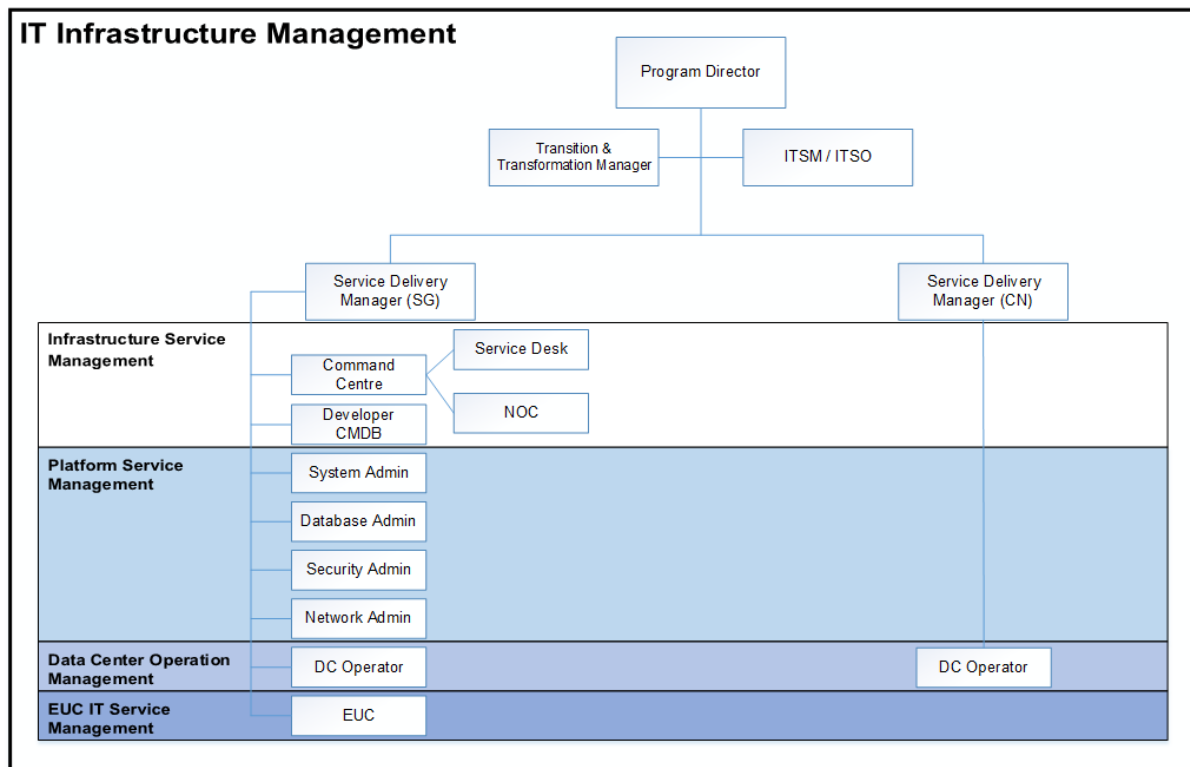 IT Infrastructure Management
Program Director
Transition &
Transformation Manager
ITSM / ITSO
Service Delivery
Manager (SG)
Service Delivery
Manager (CN)
Infrastructure Service
Management
Command
Centre
Service Desk
NOC
Developer
CMDB
Platform Service
Management
System Admin
Database Admin
Security Admin
Network Admin
Data Center Operation
Management
DC Operator
DC Operator
EUC IT Service
Management
EUC